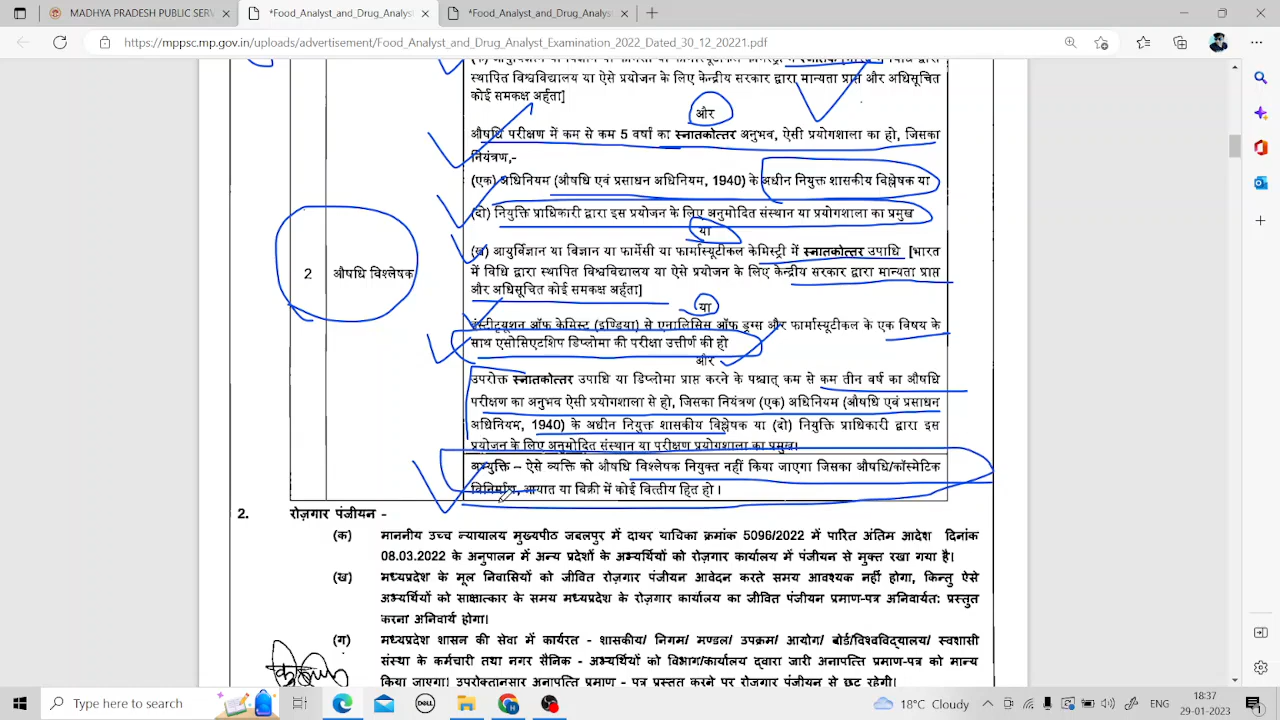 MADHYA PRADESH PUBLIC SERV
*Food_Analyst_and_Drug_Analys
*Food_Analyst_and_Drug_Analys
https://mppsc.mp.gov.in/uploads/advertisement/Food_Analyst_and_Drug_Analyst_Examination_2022_Dated_30_12_20221.pdf
स्थापित विश्वविद्यालय या ऐसे प्रयोजन के लिए केन्द्रीय सरकार द्वारा मान्यता प्राप्त और अधिसूचित
कोई समकक्ष अर्हता]
और
औषधि परीक्षण में कम से कम 5 वर्षों का स्नातकोत्तर अनुभव, ऐसी प्रयोगशाला का हो, जिसका
नियंत्रण,-
(एक) अधिनियम (औषधि एवं प्रसाधन अधिनियम, 1940) के अधीन नियुक्त शासकीय विश्लेषक या
(दो) नियुक्ति प्राधिकारी द्वारा इस प्रयोजन के लिए अनुमोदित संस्थान या प्रयोगशाला का प्रमुख
या
(ख) आयुर्विज्ञान या विज्ञान या फार्मेसी या फार्मास्यूटीकल केमिस्ट्री में स्नातकोत्तर उपाधि [भारत
में विधि द्वारा स्थापित विश्वविद्यालय या ऐसे प्रयोजन के लिए केन्द्रीय सरकार द्वारा मान्यता प्राप्त
और अधिसूचित कोई समकक्ष अर्हता]
या
इंस्टीट्यूशन ऑफ केमिस्ट (इण्डिया) से एनालिसिस ऑफ ड्रग्स और फार्मास्यूटीकल के एक विषय के
साथ एसोसिएटशिप डिप्लोमा की परीक्षा उत्तीर्ण की हो
और
2 औषधि विश्लेषक
उपरोक्त स्नातकोत्तर उपाधि या डिप्लोमा प्राप्त करने के पश्चात् कम से कम तीन वर्ष का औषधि
परीक्षण का अनुभव ऐसी प्रयोगशाला से हो, जिसका नियंत्रण (एक) अधिनियम (औषधि एवं प्रसाधन
अधिनियम, 1940) के अधीन नियुक्त शासकीय विश्लेषक या (दो) नियुक्ति प्राधिकारी द्वारा इस
प्रयोजन के लिए अनुमोदित संस्थान या परीक्षण प्रयोगशाला का प्रमुख।
अभ्युक्ति – ऐसे व्यक्ति को औषधि विश्लेषक नियुक्त नहीं किया जाएगा जिसका औषधि/कॉस्मेटिक
विनिर्माण, आयात या बिक्री में कोई वित्तीय हित हो।
2. रोज़गार पंजीयन -
(क) माननीय उच्च न्यायालय मुख्यपीठ जबलपुर में दायर याचिका क्रमांक 5096/2022 में पारित अंतिम आदेश दिनांक
08.03.2022 के अनुपालन में अन्य प्रदेशों के अभ्यर्थियों को रोज़गार कार्यालय में पंजीयन से मुक्त रखा गया है।
(ख) मध्यप्रदेश के मूल निवासियों को जीवित रोज़गार पंजीयन आवेदन करते समय आवश्यक नहीं होगा, किन्तु ऐसे
अभ्यर्थियों को साक्षात्कार के समय मध्यप्रदेश के रोज़गार कार्यालय का जीवित पंजीयन प्रमाण-पत्र अनिवार्यत: प्रस्तुत
करना अनिवार्य होगा।
(ग) मध्यप्रदेश शासन की सेवा में कार्यरत - शासकीय/ निगम/ मण्डल/ उपक्रम/ आयोग/ बोर्ड/विश्वविद्यालय/ स्वशासी
संस्था के कर्मचारी तथा नगर सैनिक - अभ्यर्थियों को विभाग/कार्यालय द्वारा जारी अनापत्ति प्रमाण-पत्र को मान्य
किया जाएगा। उपरोक्तानुसार अनापत्ति प्रमाण - पत्र प्रस्तुत करने पर रोजगार पंजीयन से छूट रहेगी।
Type here to search
DELL
18°C Cloudy
ENG
18:37
29-01-2023